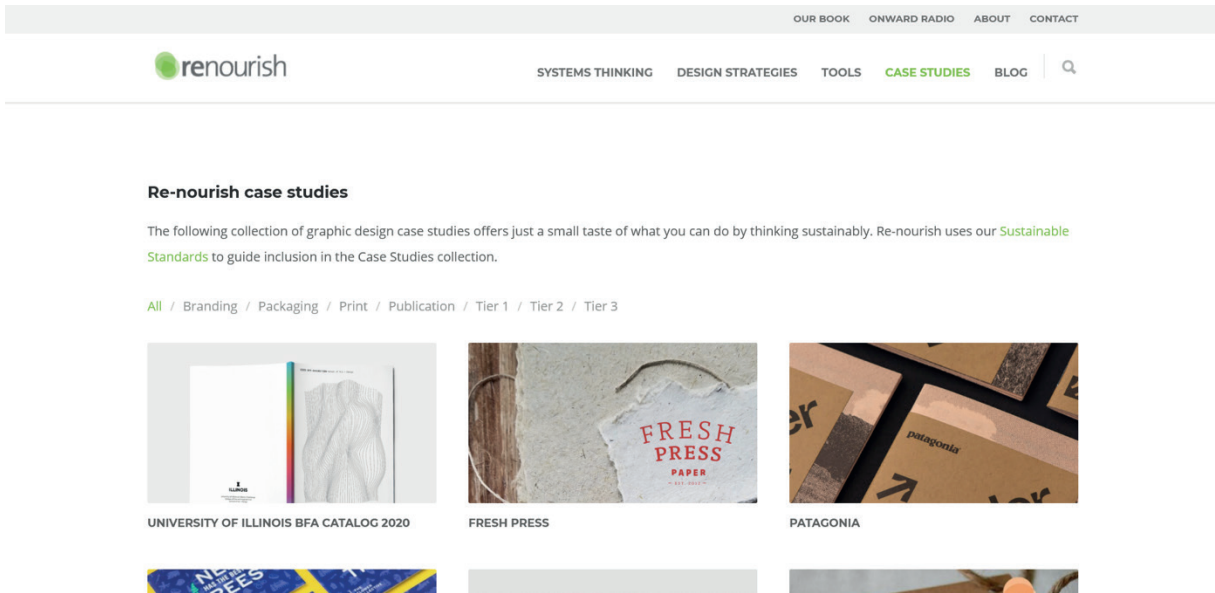 OUR BOOK ONWARD RADIO ABOUT CONTACT
renourish
SYSTEMS THINKING DESIGN STRATEGIES TOOLS CASE STUDIES BLOG
Re-nourish case studies
The following collection of graphic design case studies offers just a small taste of what you can do by thinking sustainably. Re-nourish uses our Sustainable
Standards to guide inclusion in the Case Studies collection.
All / Branding / Packaging / Print / Publication / Tier 1 / Tier 2 / Tier 3
ILLINOIS
FRESH
PRESS
PAPER
patagonia
UNIVERSITY OF ILLINOIS BFA CATALOG 2020
FRESH PRESS
PATAGONIA
HAS THE BEST